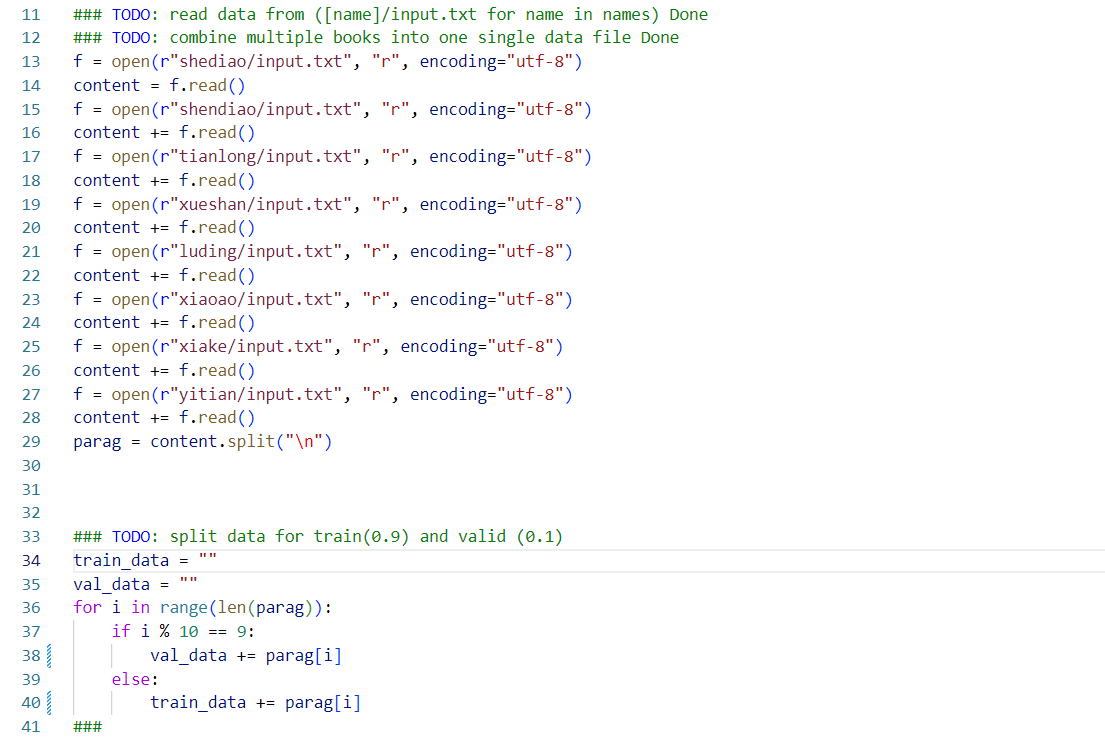 11 ### TODO: read data from ([name]/input.txt for name in names) Done
12 ### TODO: combine multiple books into one single data file Done
13 f = open(r"shediao/input.txt", "r", encoding="utf-8")
14 content = f.read()
15 f = open(r"shendiao/input.txt", "r", encoding="utf-8")
16 content += f.read()
17 f = open(r"tianlong/input.txt", "r", encoding="utf-8")
18 content += f.read()
19 f = open(r"xueshan/input.txt", "r", encoding="utf-8")
20 content += f.read()
21 f = open(r"luding/input.txt", "r", encoding="utf-8")
22 content += f.read()
23 f = open(r"xiaoao/input.txt", "r", encoding="utf-8")
24 content += f.read()
25 f = open(r"xiake/input.txt", "r", encoding="utf-8")
26 content += f.read()
27 f = open(r"yitian/input.txt", "r", encoding="utf-8")
28 content += f.read()
29 parag = content.split("\n")
30
31
32
33 ### TODO: split data for train(0.9) and valid (0.1)
34 train_data = ""
35 val_data = ""
36 for i in range(len(parag)):
37     if i % 10 == 9:
38         val_data += parag[i]
39     else:
40         train_data += parag[i]
41 ###